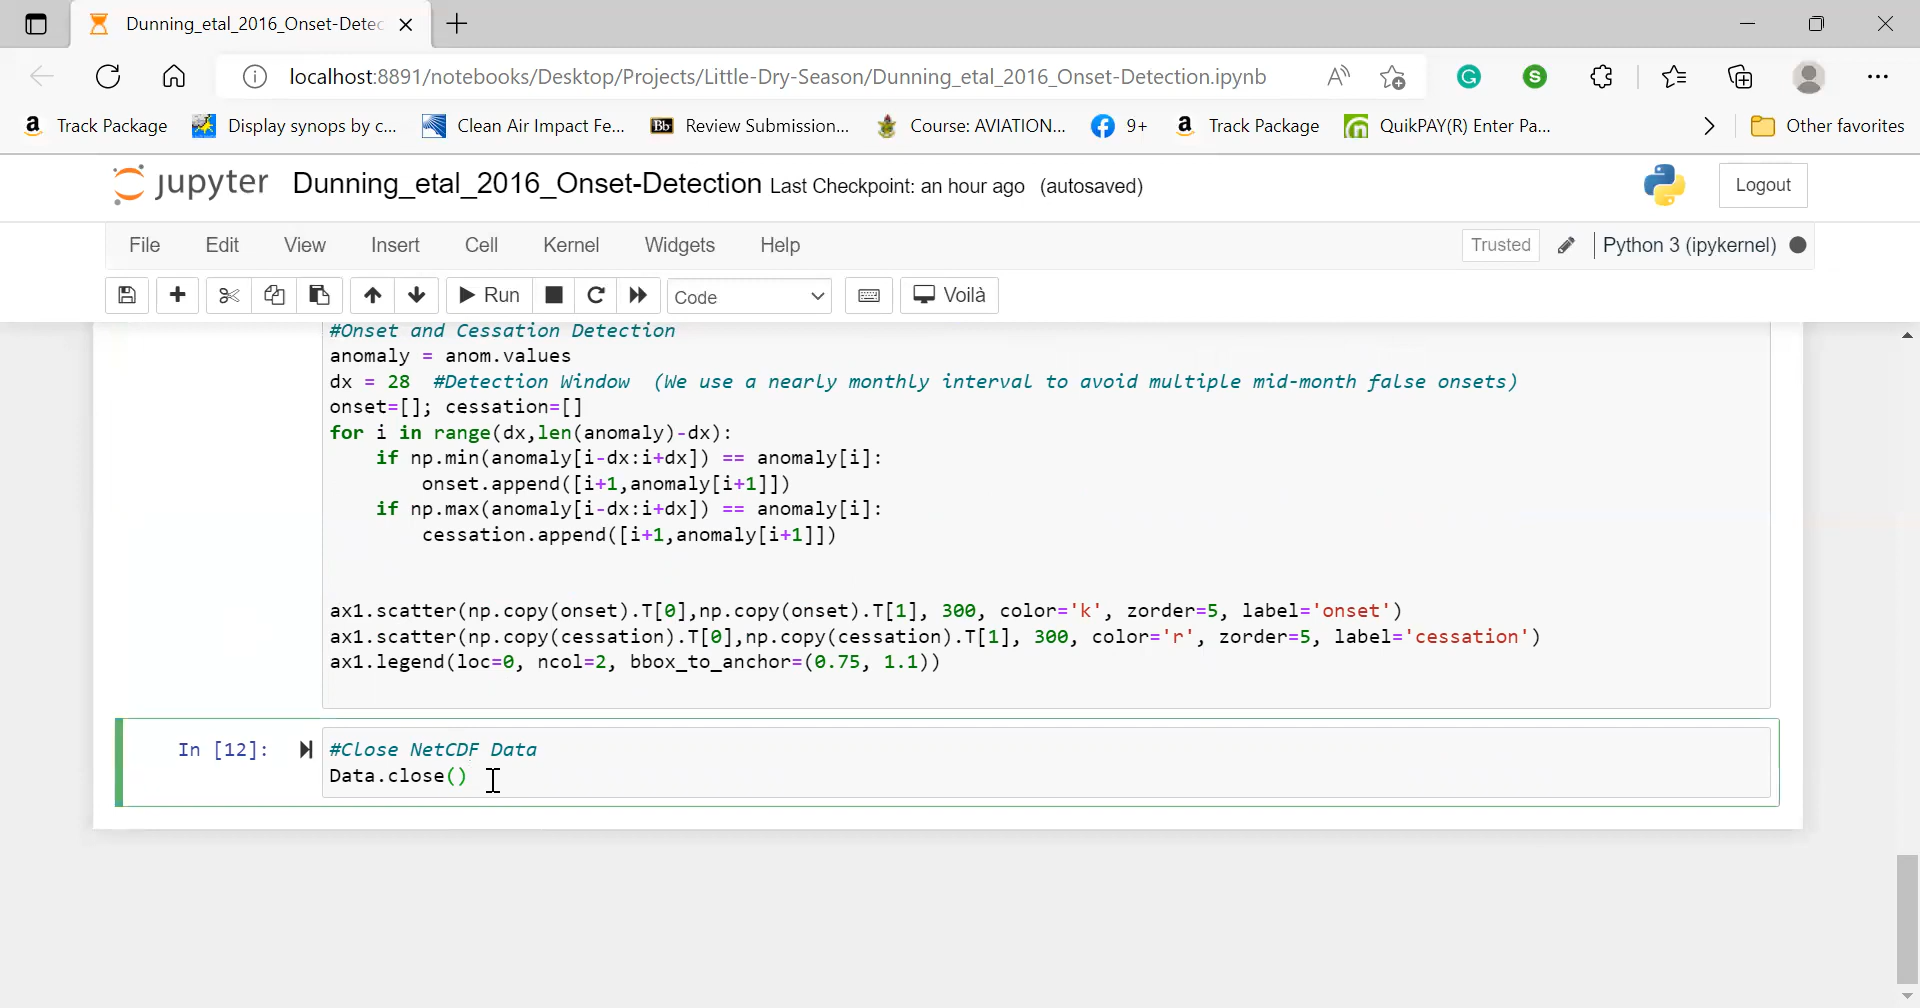 Dunning_etal_2016_Onset-Detec
localhost:8891/notebooks/Desktop/Projects/Little-Dry-Season/Dunning_etal_2016_Onset-Detection.ipynb
Track Package
Display synops by c...
Clean Air Impact Fe...
Bb
Review Submission...
Course: AVIATION...
9+
Track Package
QuikPAY(R) Enter Pa...
Other favorites
jupyter Dunning_etal_2016_Onset-Detection Last Checkpoint: an hour ago (autosaved)
Logout
File Edit View Insert Cell Kernel Widgets Help
Trusted
Python 3 (ipykernel)
Run
Code
Voilà
#Onset and Cessation Detection
anomaly = anom.values
dx = 28 #Detection Window (We use a nearly monthly interval to avoid multiple mid-month false onsets)
onset=[]; cessation=[]
for i in range(dx,len(anomaly)-dx):
if np.min(anomaly[i-dx:i+dx]) == anomaly[i]:
onset.append([i+1,anomaly[i+1]])
if np.max(anomaly[i-dx:i+dx]) == anomaly[i]:
cessation.append([i+1,anomaly[i+1]])
ax1.scatter(np.copy(onset).T[0],np.copy(onset).T[1], 300, color='k', zorder=5, label='onset')
ax1.scatter(np.copy(cessation).T[0],np.copy(cessation).T[1], 300, color='r', zorder=5, label='cessation')
ax1.legend(loc=0, ncol=2, bbox_to_anchor=(0.75, 1.1))
In [12]:
#Close NetCDF Data
Data.close()